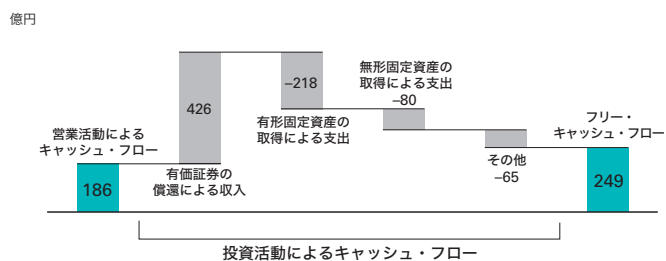 億円
営業活動による
キャッシュ・フロー
186
426
有価証券の
償還による収入
–218
有形固定資産の
取得による支出
無形固定資産の
取得による支出
–80
その他
–65
フリー・
キャッシュ・フロー
249
投資活動によるキャッシュ・フロー